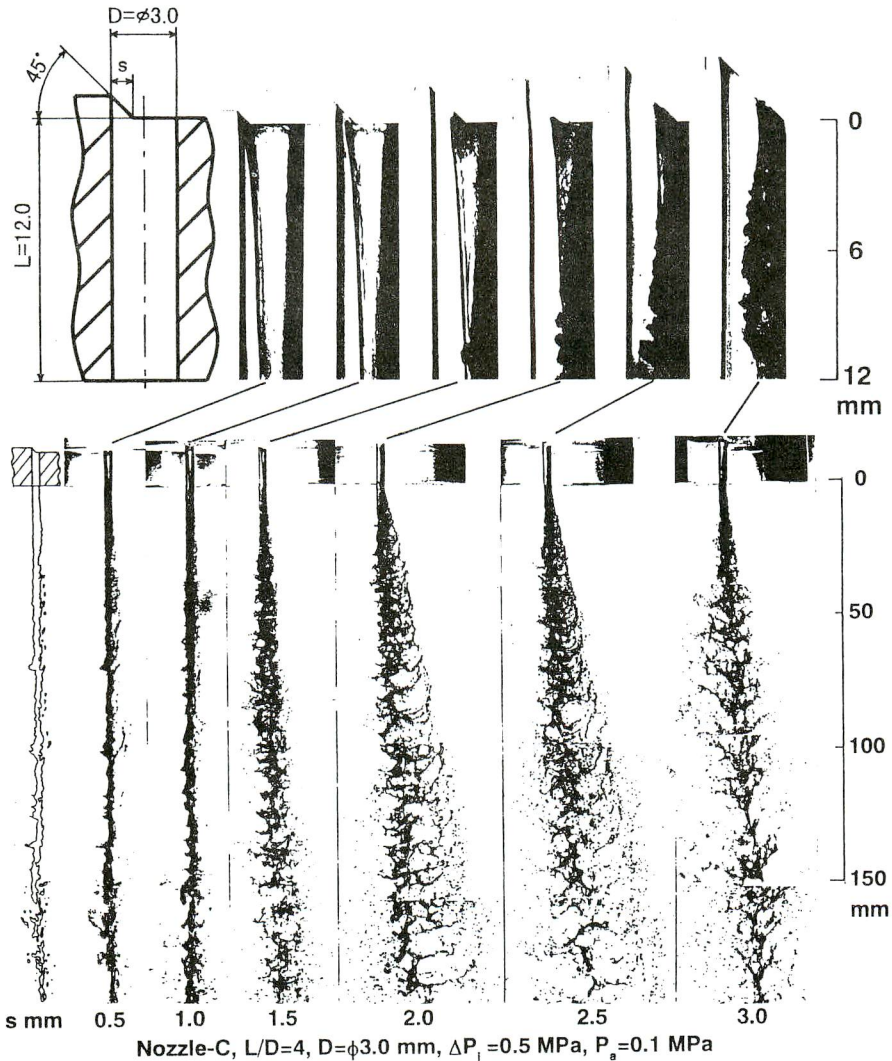 D=ø3.0
45°
s
L=12.0
0
6
12
mm
0
50
100
150
mm
s mm 0.5 1.0 1.5 2.0 2.5 3.0
Nozzle-C, L/D=4, D=ϕ3.0 mm, ΔPᵢ =0.5 MPa, Pₐ=0.1 MPa